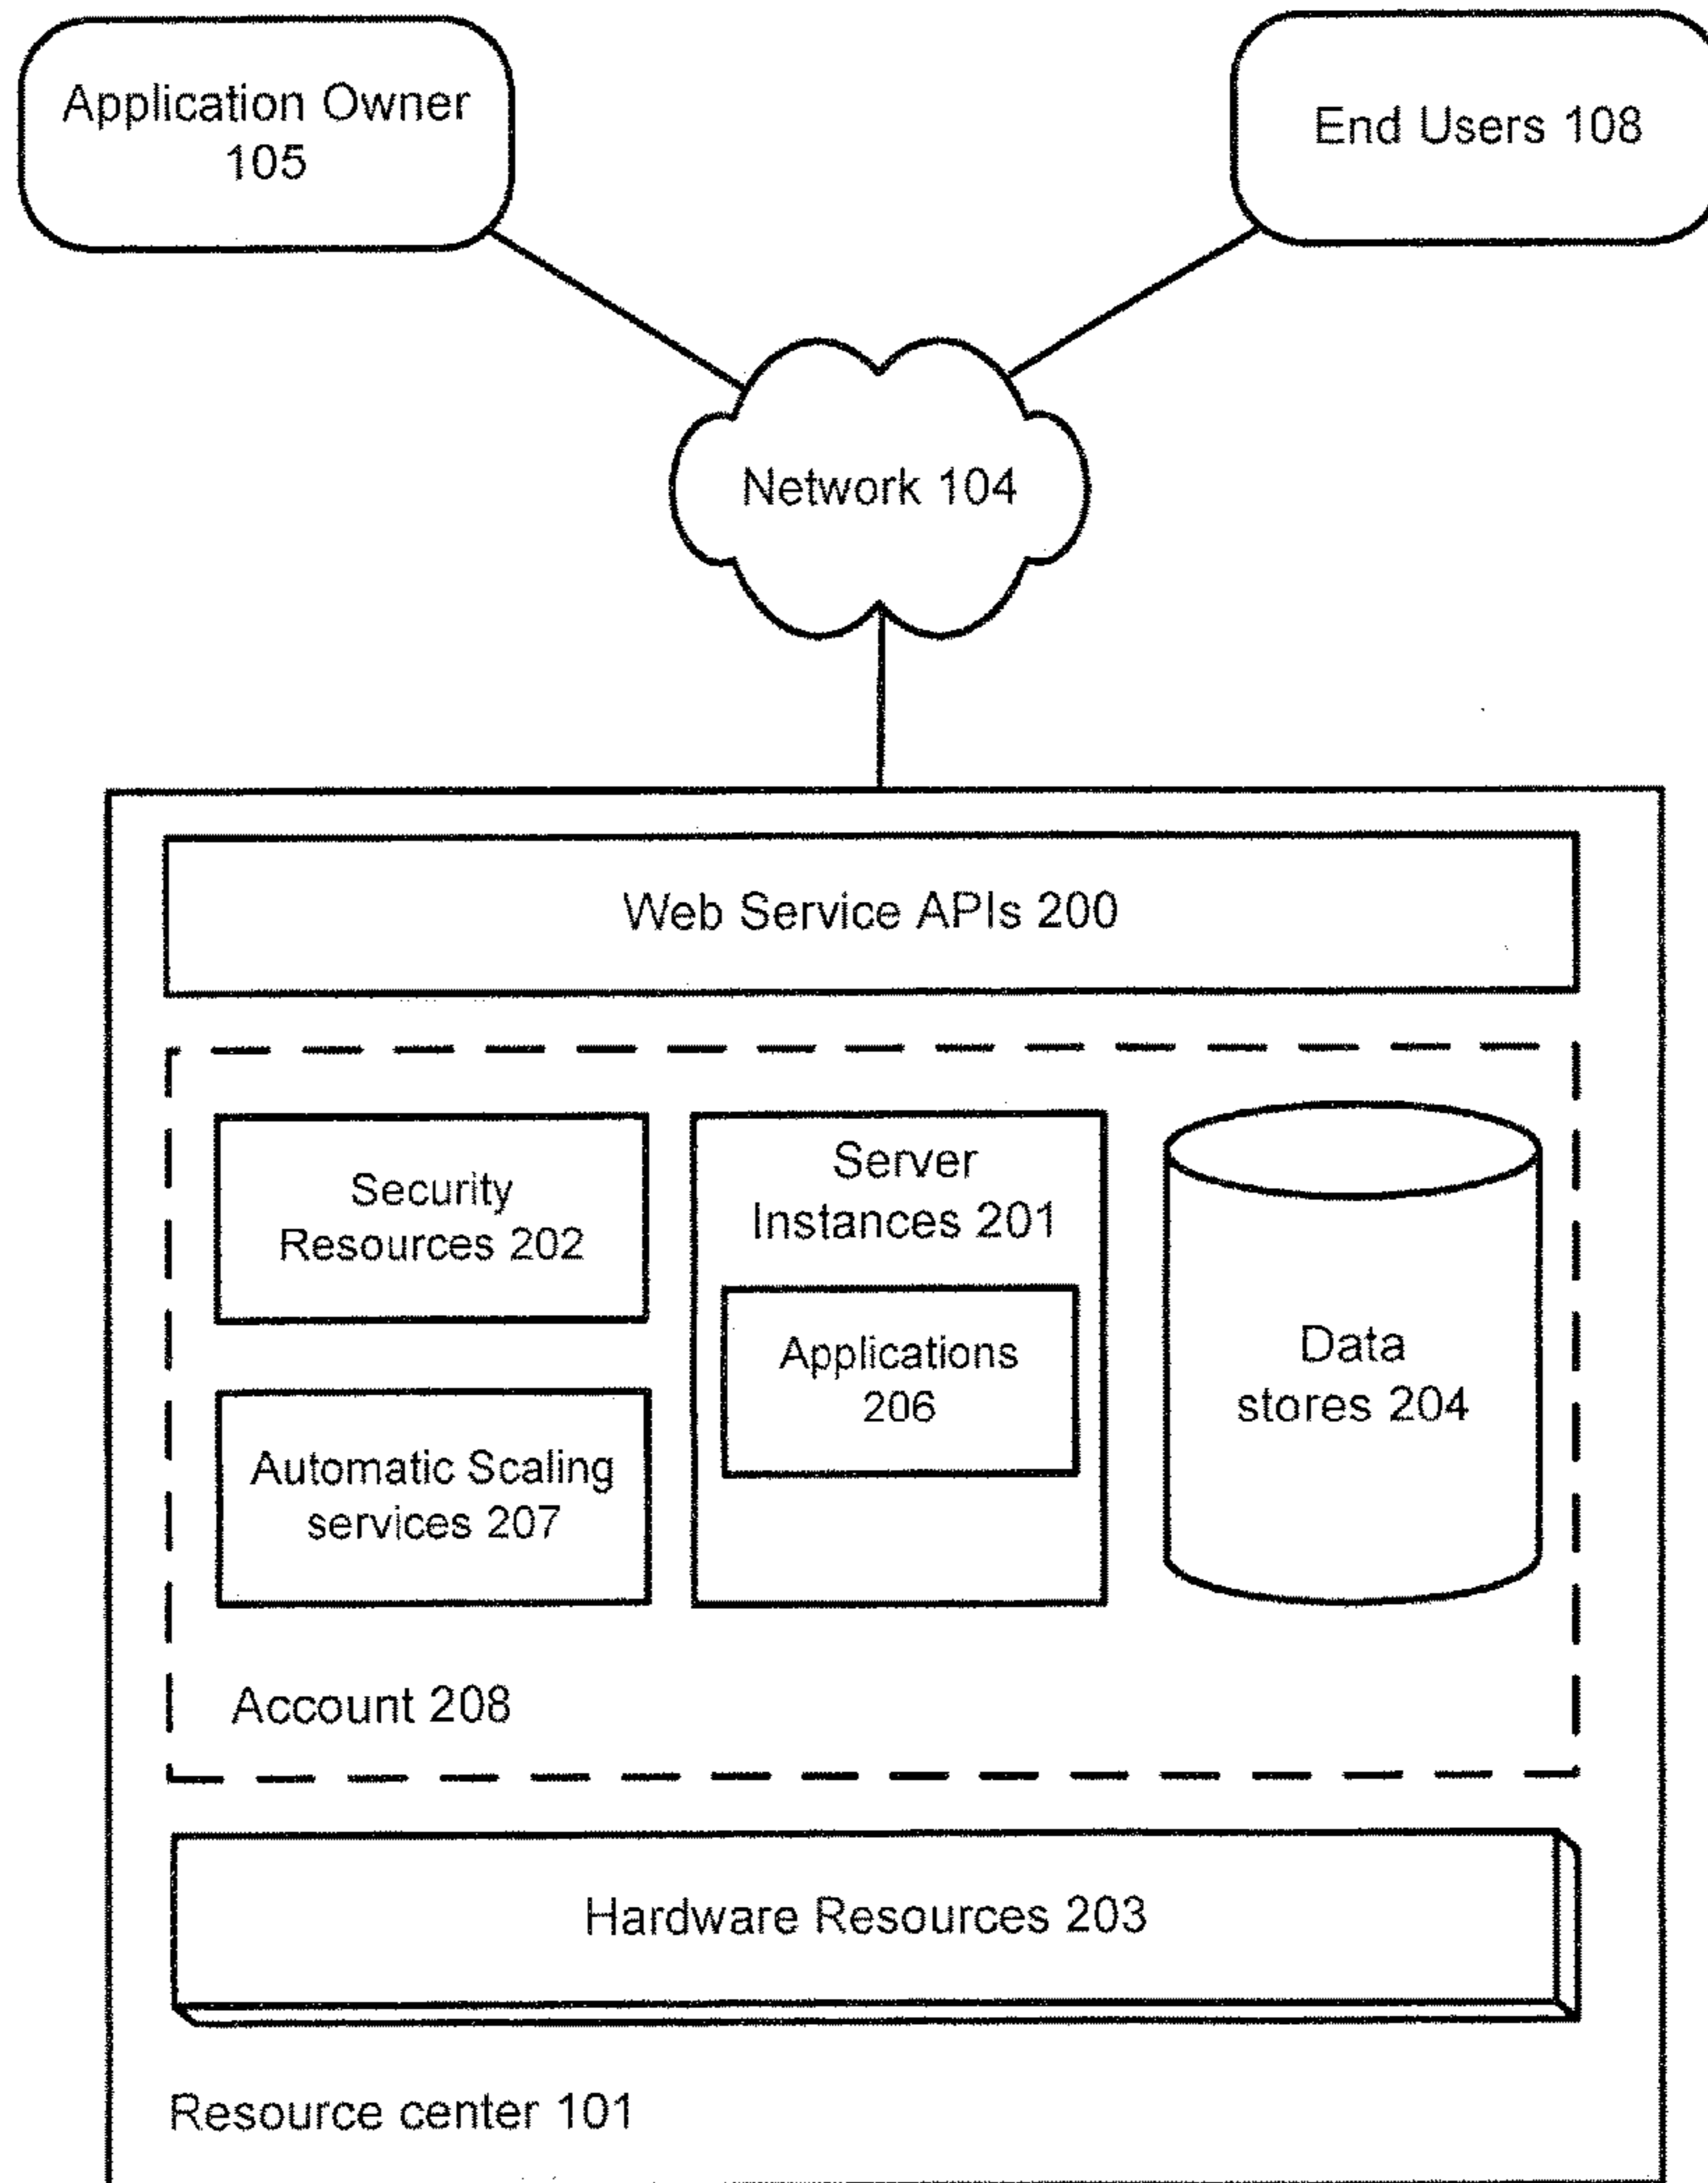 Application Owner
105
End Users 108
Network 104
Web Service APIs 200
Security
Resources 202
Server
Instances 201
Applications
206
Data
stores 204
Automatic Scaling
services 207
Account 208
Hardware Resources 203
Resource center 101